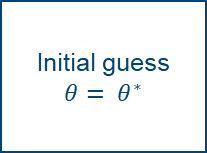 Initial guess
θ = θ*